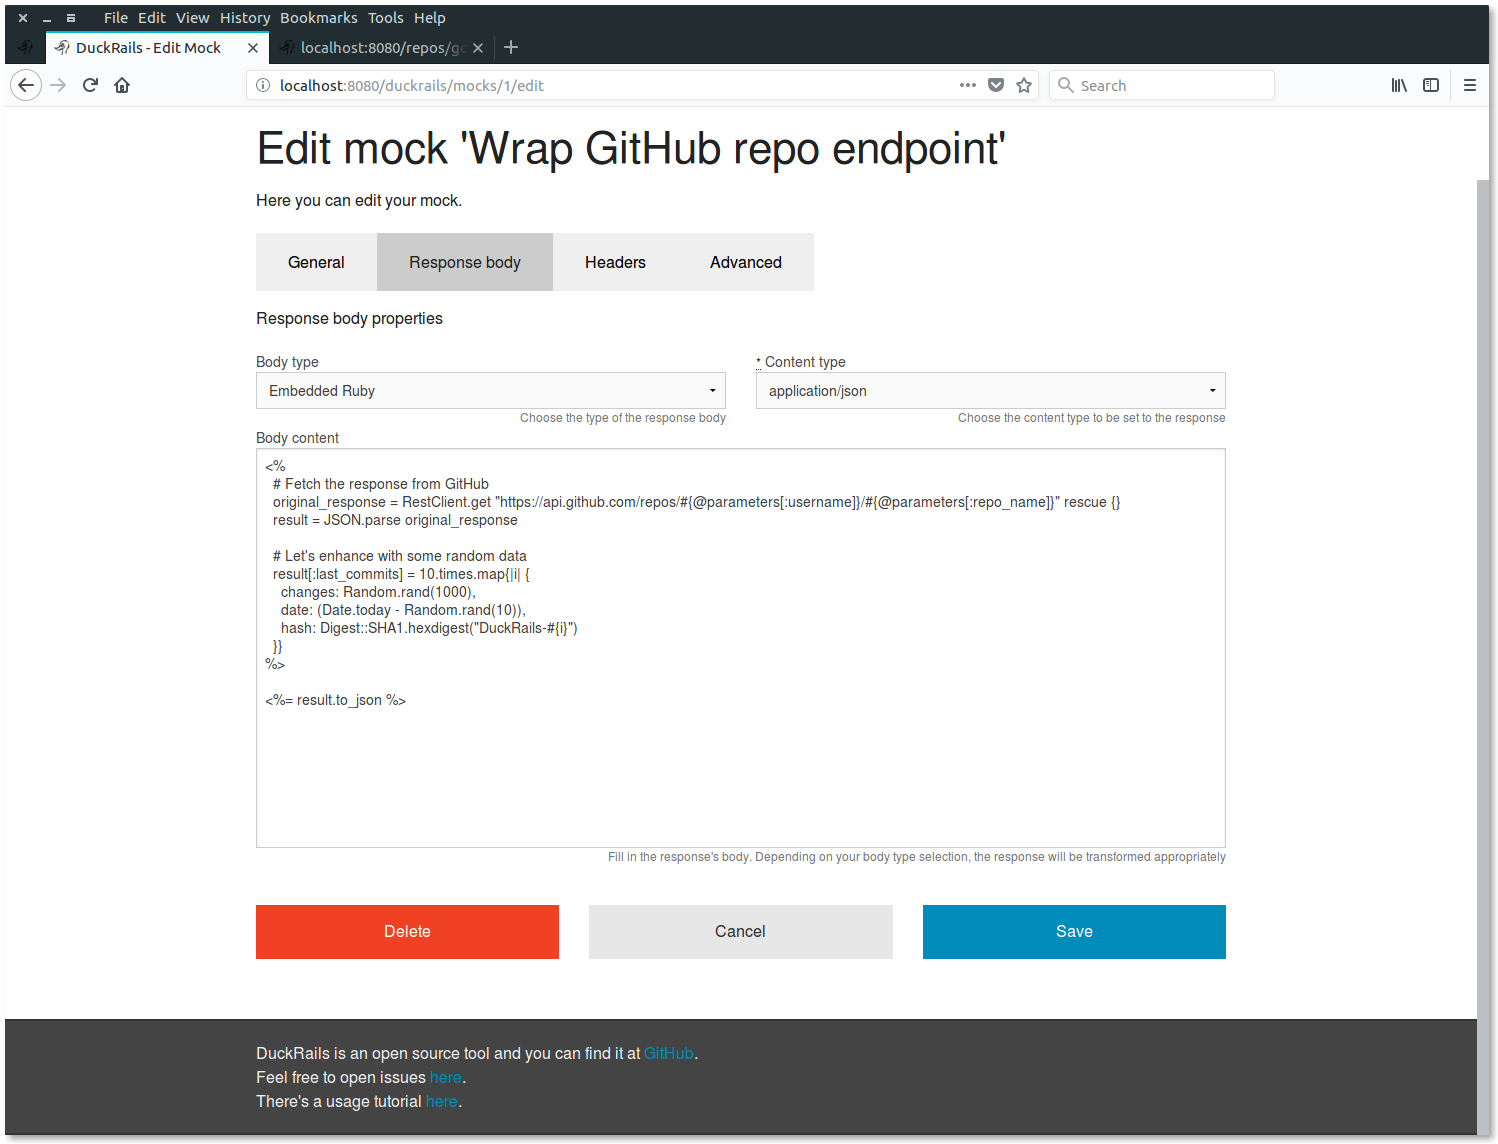 File Edit View History Bookmarks Tools Help
DuckRails - Edit Mock
localhost:8080/repos/go
localhost:8080/duckrails/mocks/1/edit
Search
Edit mock 'Wrap GitHub repo endpoint'
Here you can edit your mock.
General Response body Headers Advanced
Response body properties
Body type
* Content type
Embedded Ruby
application/json
Choose the type of the response body
Choose the content type to be set to the response
Body content
<%
# Fetch the response from GitHub
original_response = RestClient.get "https://api.github.com/repos/#{@parameters[:username]}/#{@parameters[:repo_name]}" rescue {}
result = JSON.parse original_response
# Let's enhance with some random data
result[:last_commits] = 10.times.map{|i| {
changes: Random.rand(1000),
date: (Date.today - Random.rand(10)),
hash: Digest::SHA1.hexdigest("DuckRails-#{i}")
}}
%>
<%= result.to_json %>
Fill in the response's body. Depending on your body type selection, the response will be transformed appropriately
Delete
Cancel
Save
DuckRails is an open source tool and you can find it at GitHub.
Feel free to open issues here.
There's a usage tutorial here.